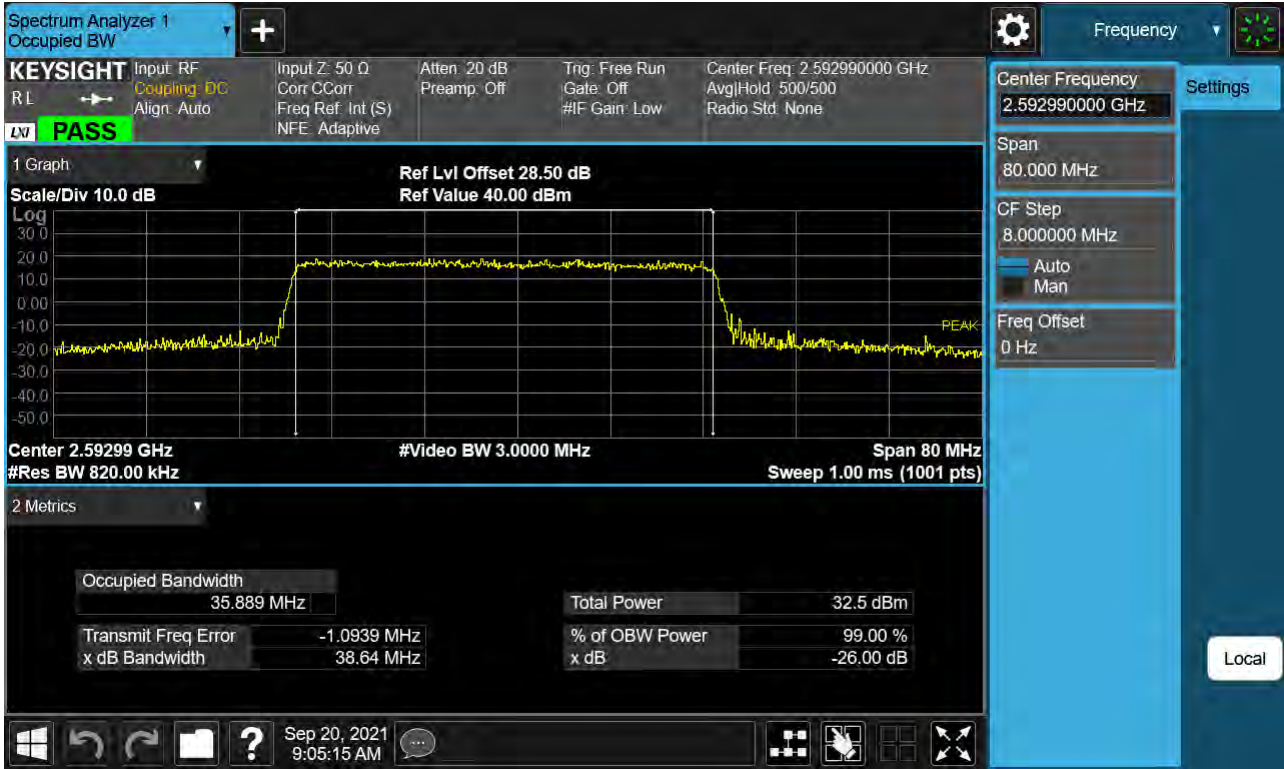 Spectrum Analyzer 1
Occupied BW
Frequency
KEYSIGHT
R L
LXI PASS
Input: RF
Coupling: DC
Align: Auto
Input Z: 50 Ω
Corr CCorr
Freq Ref: Int (S)
NFE: Adaptive
Atten: 20 dB
Preamp: Off
Trig: Free Run
Gate: Off
#IF Gain: Low
Center Freq: 2.592990000 GHz
Avg|Hold: 500/500
Radio Std: None
Center Frequency
2.592990000 GHz
Settings
Span
80.000 MHz
CF Step
8.000000 MHz
Auto
Man
Freq Offset
0 Hz
Local
1 Graph
Scale/Div 10.0 dB
Ref Lvl Offset 28.50 dB
Ref Value 40.00 dBm
Log
30.0
20.0
10.0
0.00
-10.0
-20.0
-30.0
-40.0
-50.0
PEAK
Center 2.59299 GHz
#Video BW 3.0000 MHz
Span 80 MHz
#Res BW 820.00 kHz
Sweep 1.00 ms (1001 pts)
2 Metrics
Occupied Bandwidth
35.889 MHz
Total Power 32.5 dBm
Transmit Freq Error -1.0939 MHz
% of OBW Power 99.00 %
x dB Bandwidth 38.64 MHz
x dB -26.00 dB
Sep 20, 2021
9:05:15 AM